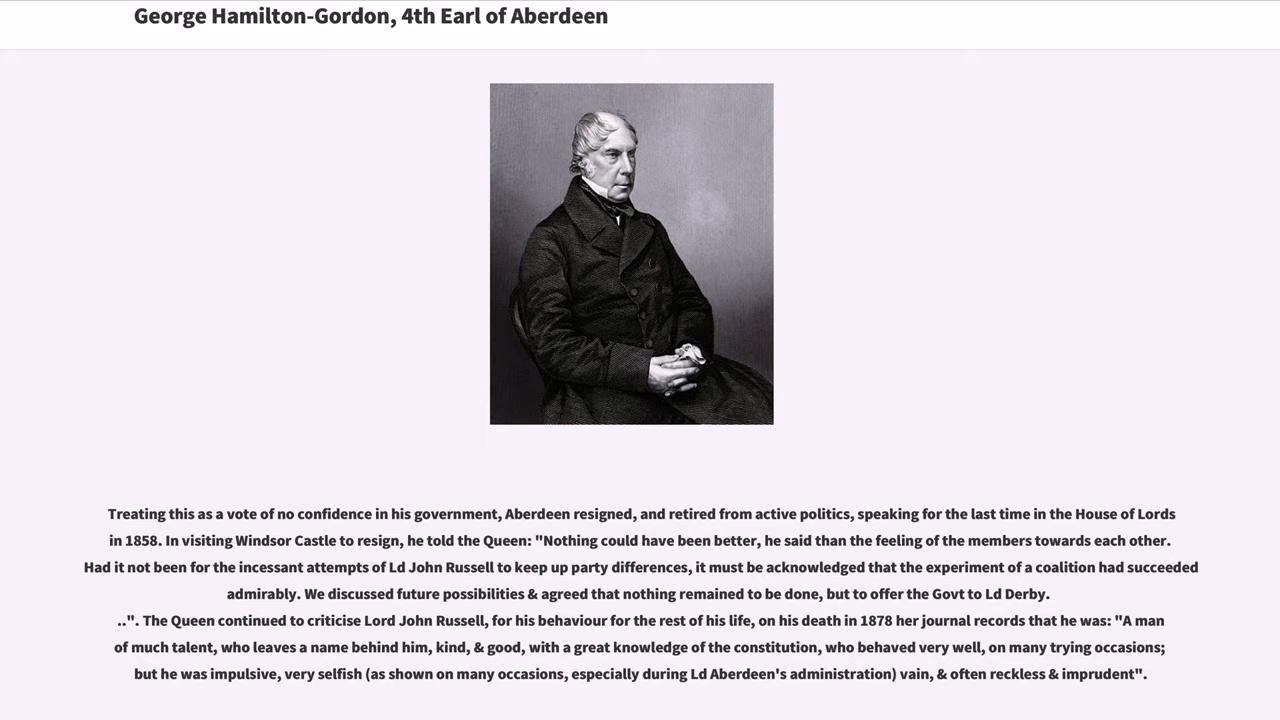 George Hamilton-Gordon, 4th Earl of Aberdeen
Treating this as a vote of no confidence in his government, Aberdeen resigned, and retired from active politics, speaking for the last time in the House of Lords
in 1858. In visiting Windsor Castle to resign, he told the Queen: "Nothing could have been better, he said than the feeling of the members towards each other.
Had it not been for the incessant attempts of Ld John Russell to keep up party differences, it must be acknowledged that the experiment of a coalition had succeeded
admirably. We discussed future possibilities & agreed that nothing remained to be done, but to offer the Govt to Ld Derby.
..". The Queen continued to criticise Lord John Russell, for his behaviour for the rest of his life, on his death in 1878 her journal records that he was: "A man
of much talent, who leaves a name behind him, kind, & good, with a great knowledge of the constitution, who behaved very well, on many trying occasions;
but he was impulsive, very selfish (as shown on many occasions, especially during Ld Aberdeen's administration) vain, & often reckless & imprudent".